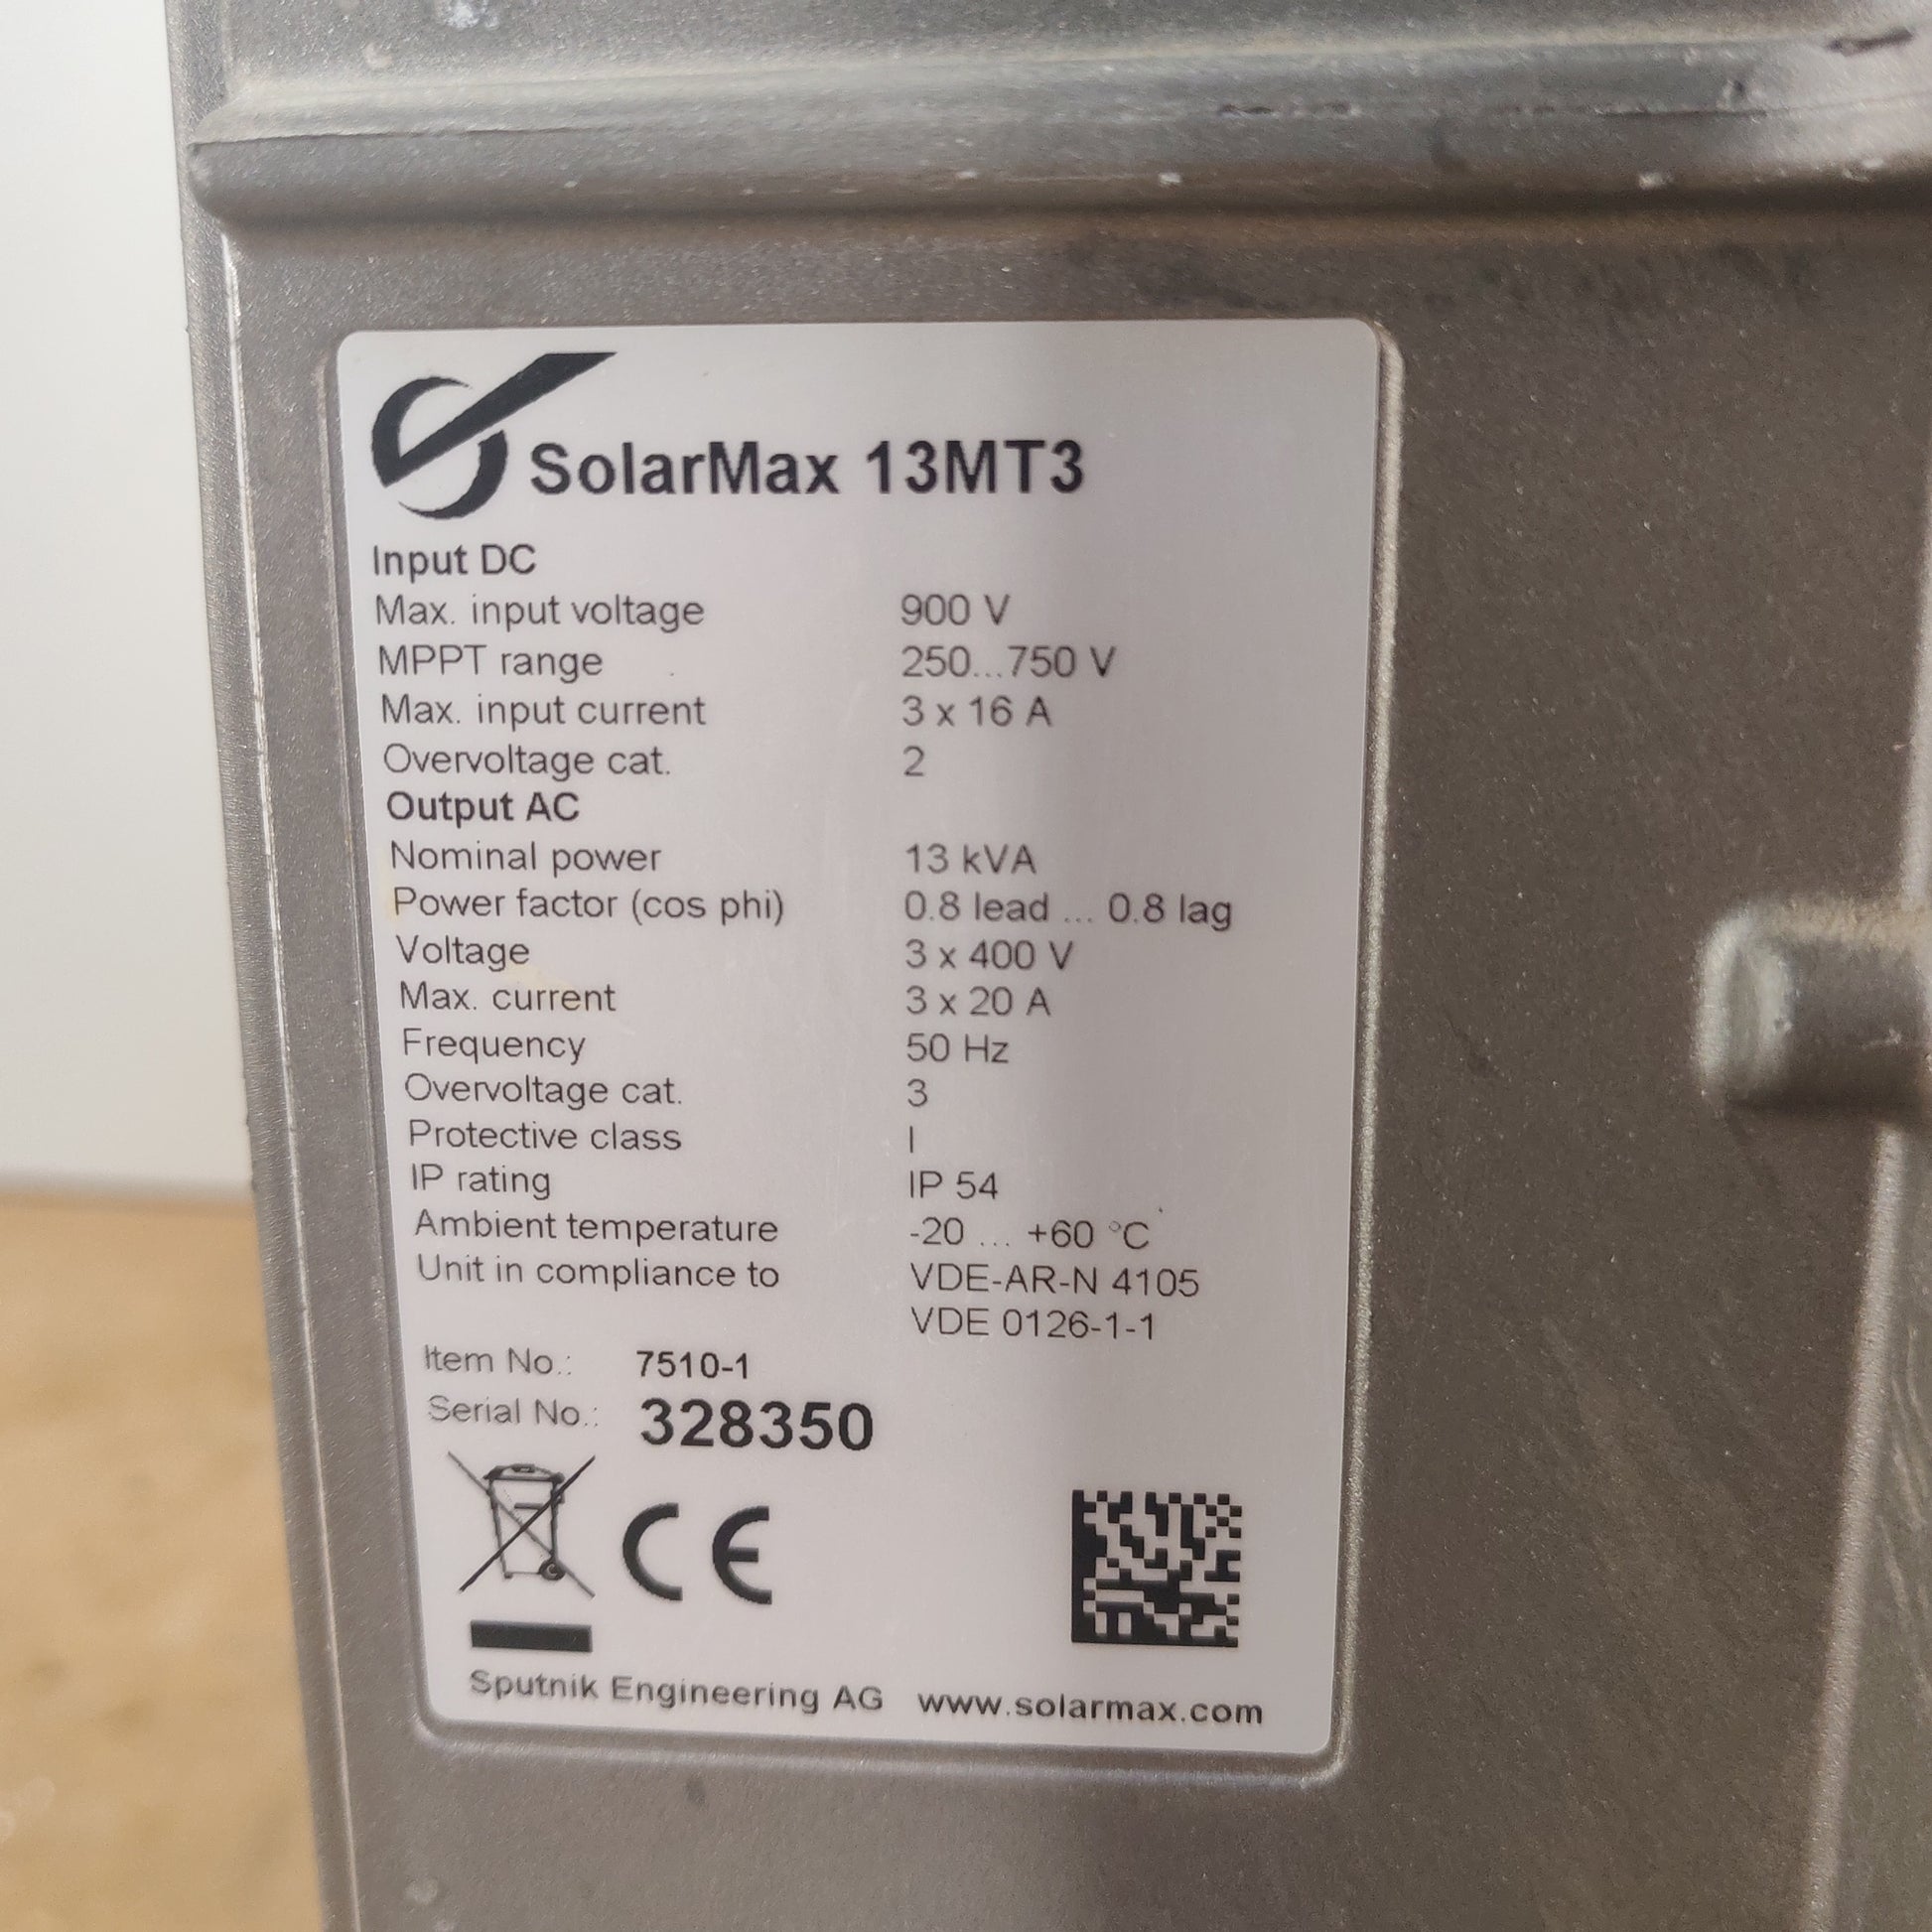 SolarMax 13MT3
Input DC
Max. input voltage 900 V
MPPT range 250...750 V
Max. input current 3 x 16 A
Overvoltage cat. 2
Output AC
Nominal power 13 kVA
Power factor (cos phi) 0.8 lead ... 0.8 lag
Voltage 3 x 400 V
Max. current 3 x 20 A
Frequency 50 Hz
Overvoltage cat. 3
Protective class I
IP rating IP 54
Ambient temperature -20 ... +60 °C
Unit in compliance to VDE-AR-N 4105
VDE 0126-1-1
Item No.: 7510-1
Serial No.: 328350
CE
Sputnik Engineering AG www.solarmax.com